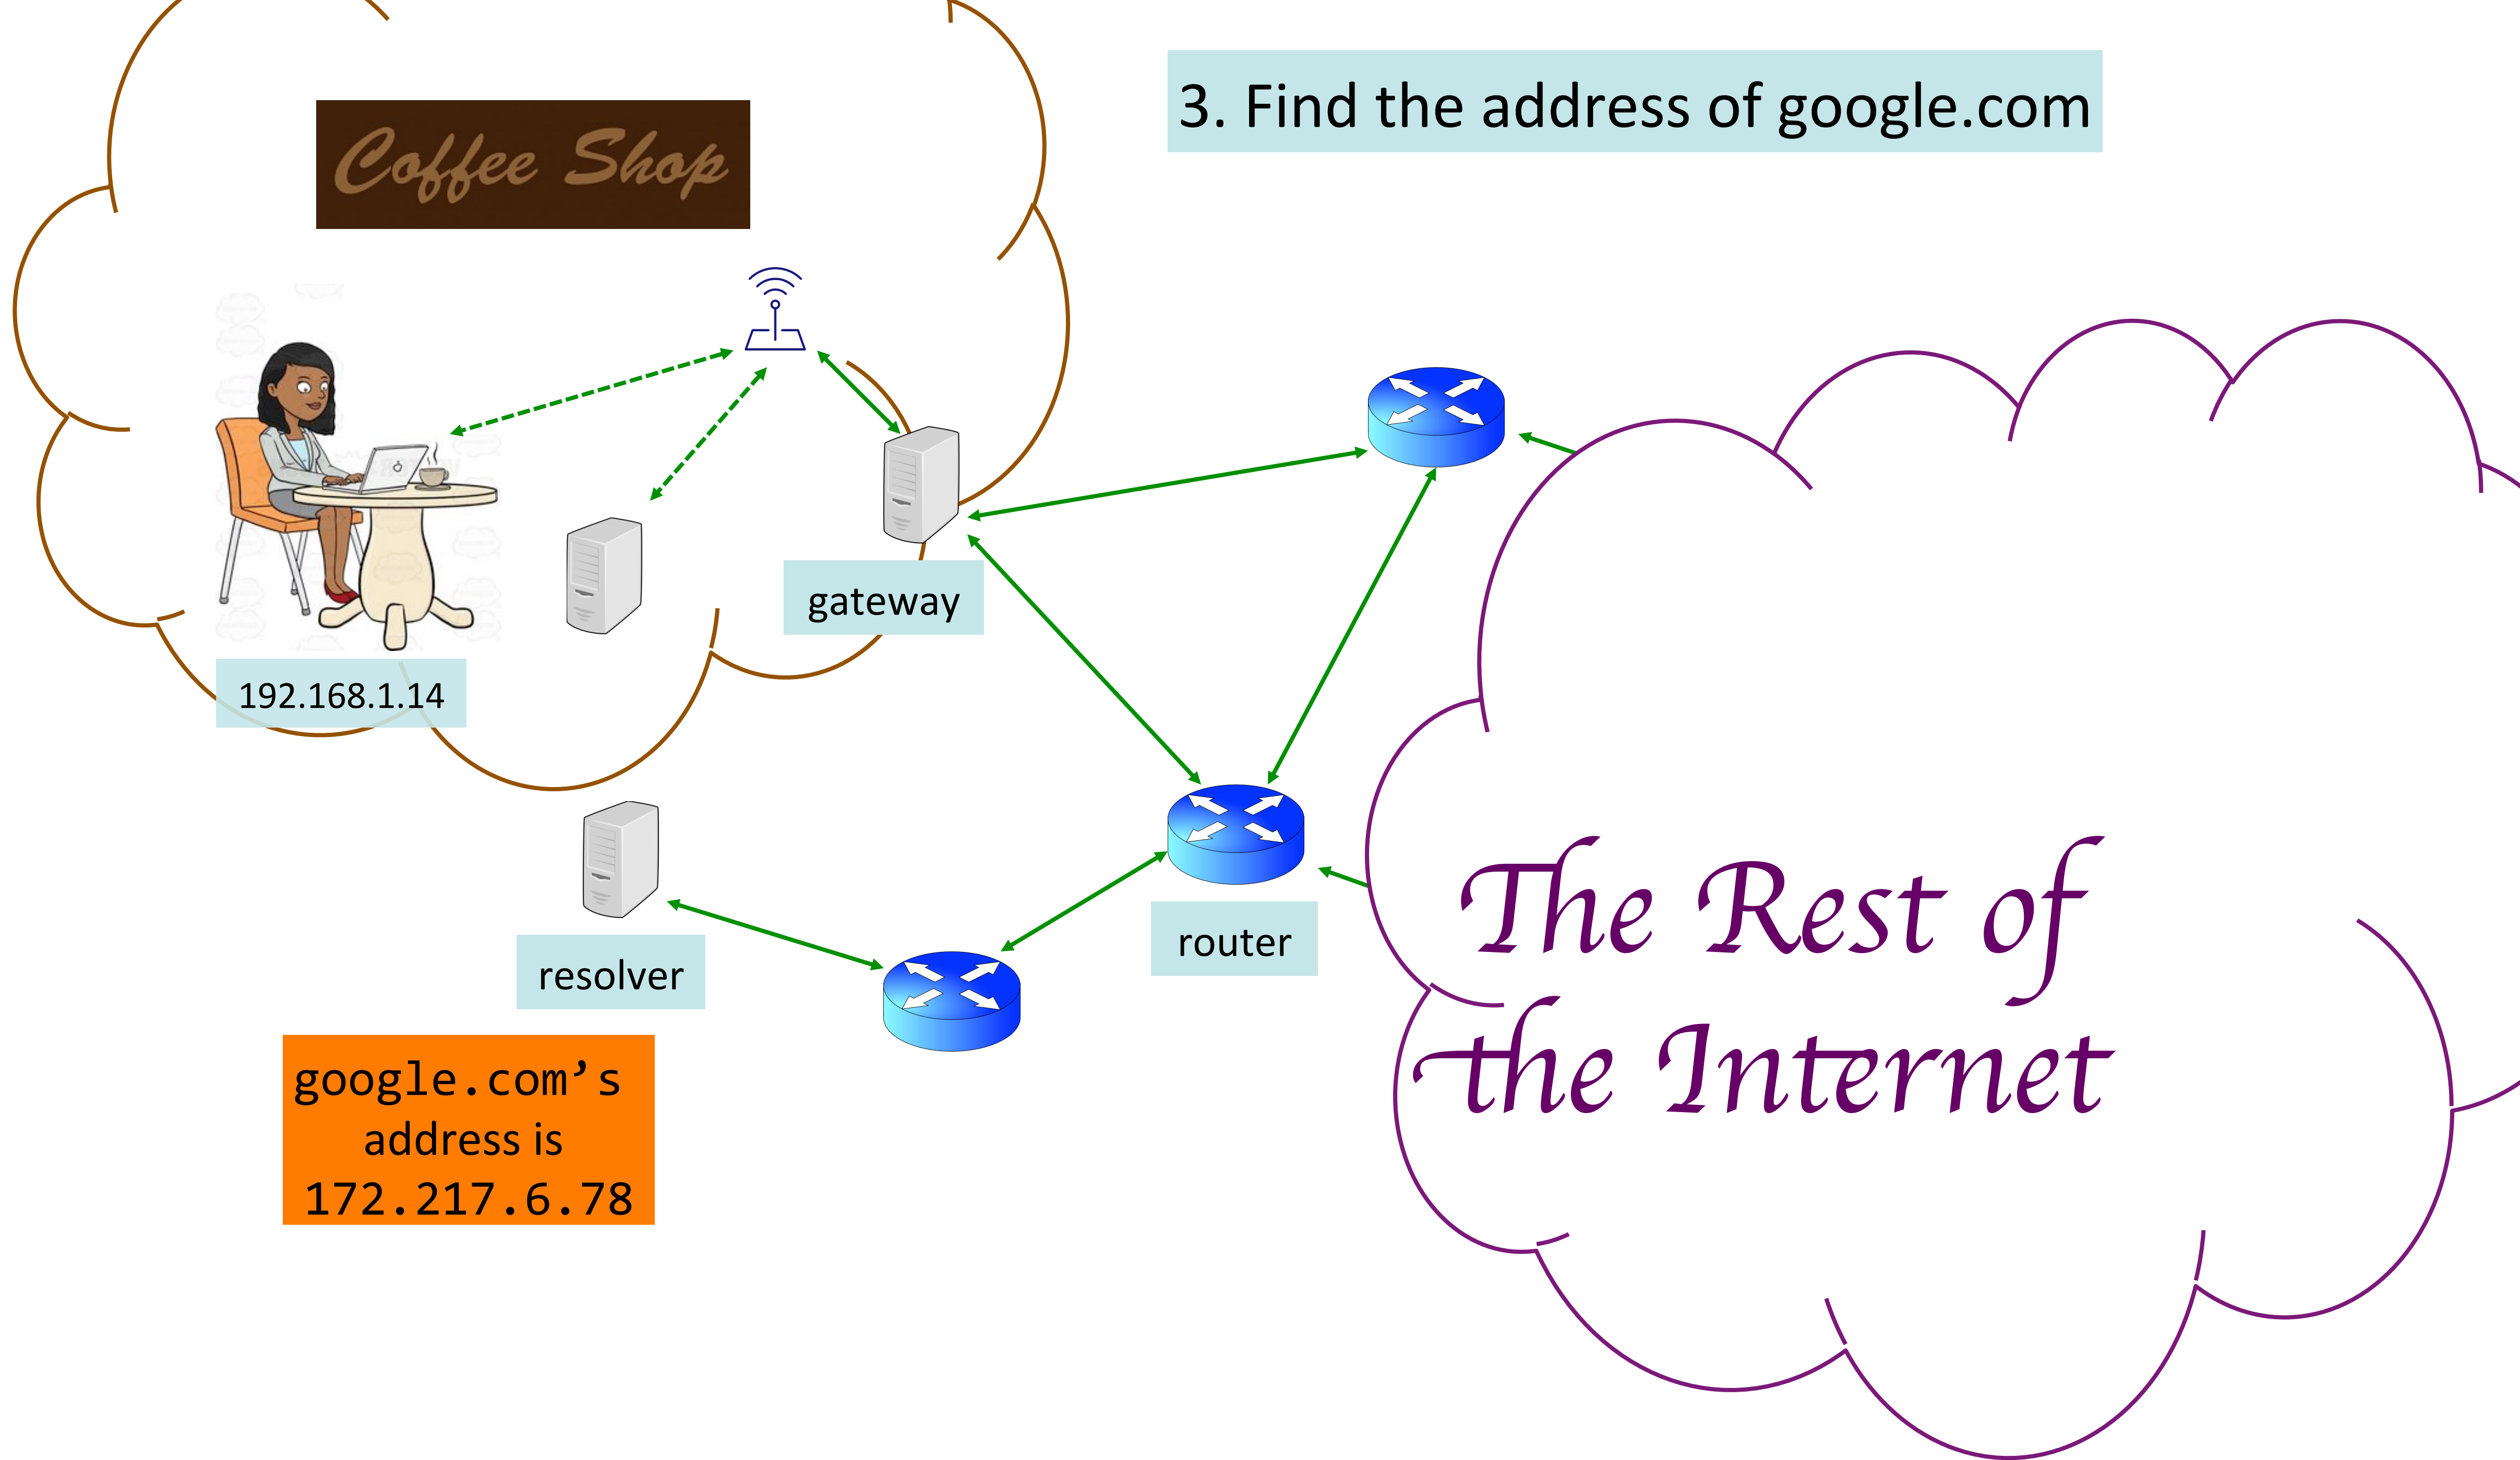 3. Find the address of google.com
Coffee Shop
gateway
192.168.1.14
router
resolver
The Rest of
the Internet
google.com’s
address is
172.217.6.78